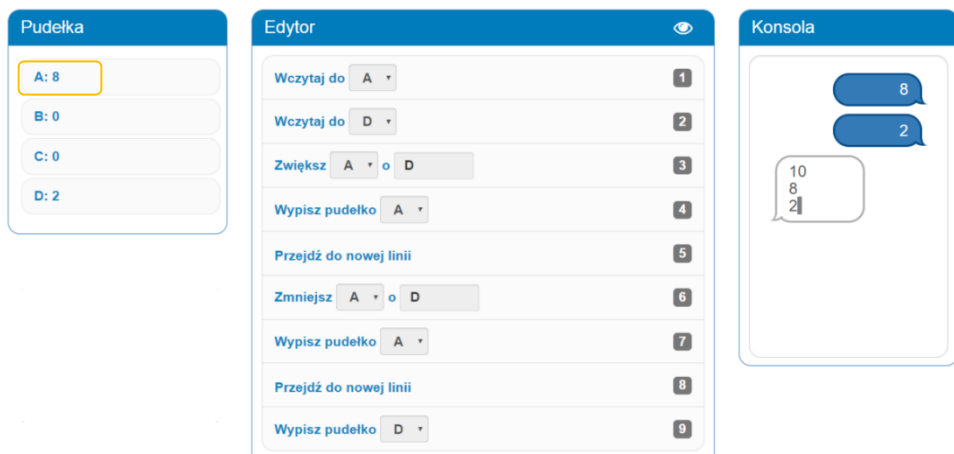 Pudełka
A: 8
B: 0
C: 0
D: 2
Edytor
Wczytaj do A 1
Wczytaj do D 2
Zwiększ A o D 3
Wypisz pudełko A 4
Przejdź do nowej linii 5
Zmniejsz A o D 6
Wypisz pudełko A 7
Przejdź do nowej linii 8
Wypisz pudełko D 9
Konsola
8
2
10
8
2